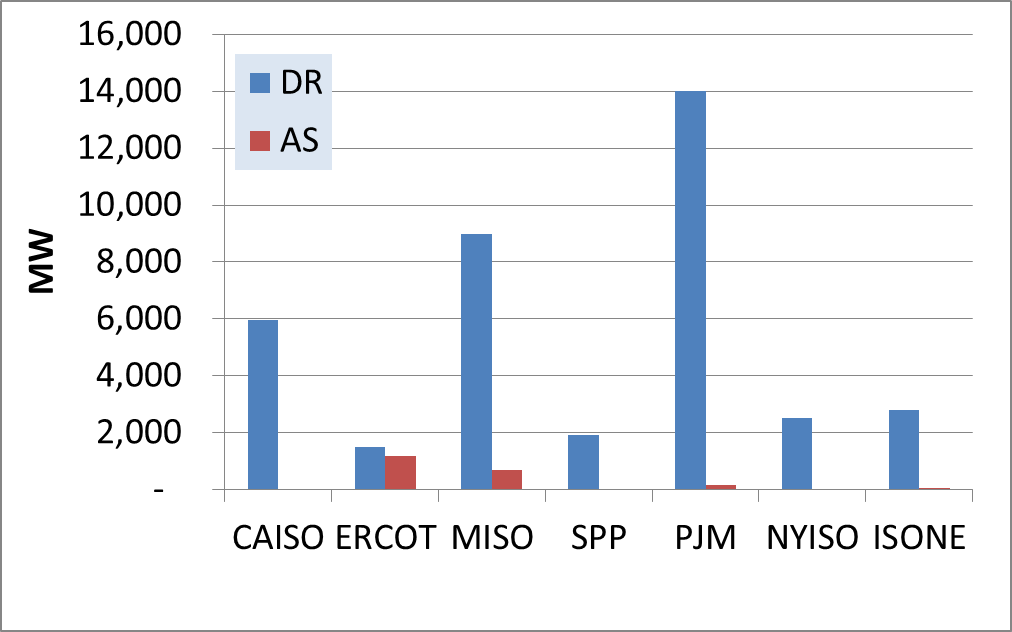 16,000
14,000
12,000
10,000
8,000
6,000
4,000
2,000
-
MW
DR
AS
CAISO ERCOT MISO SPP PJM NYISO ISONE